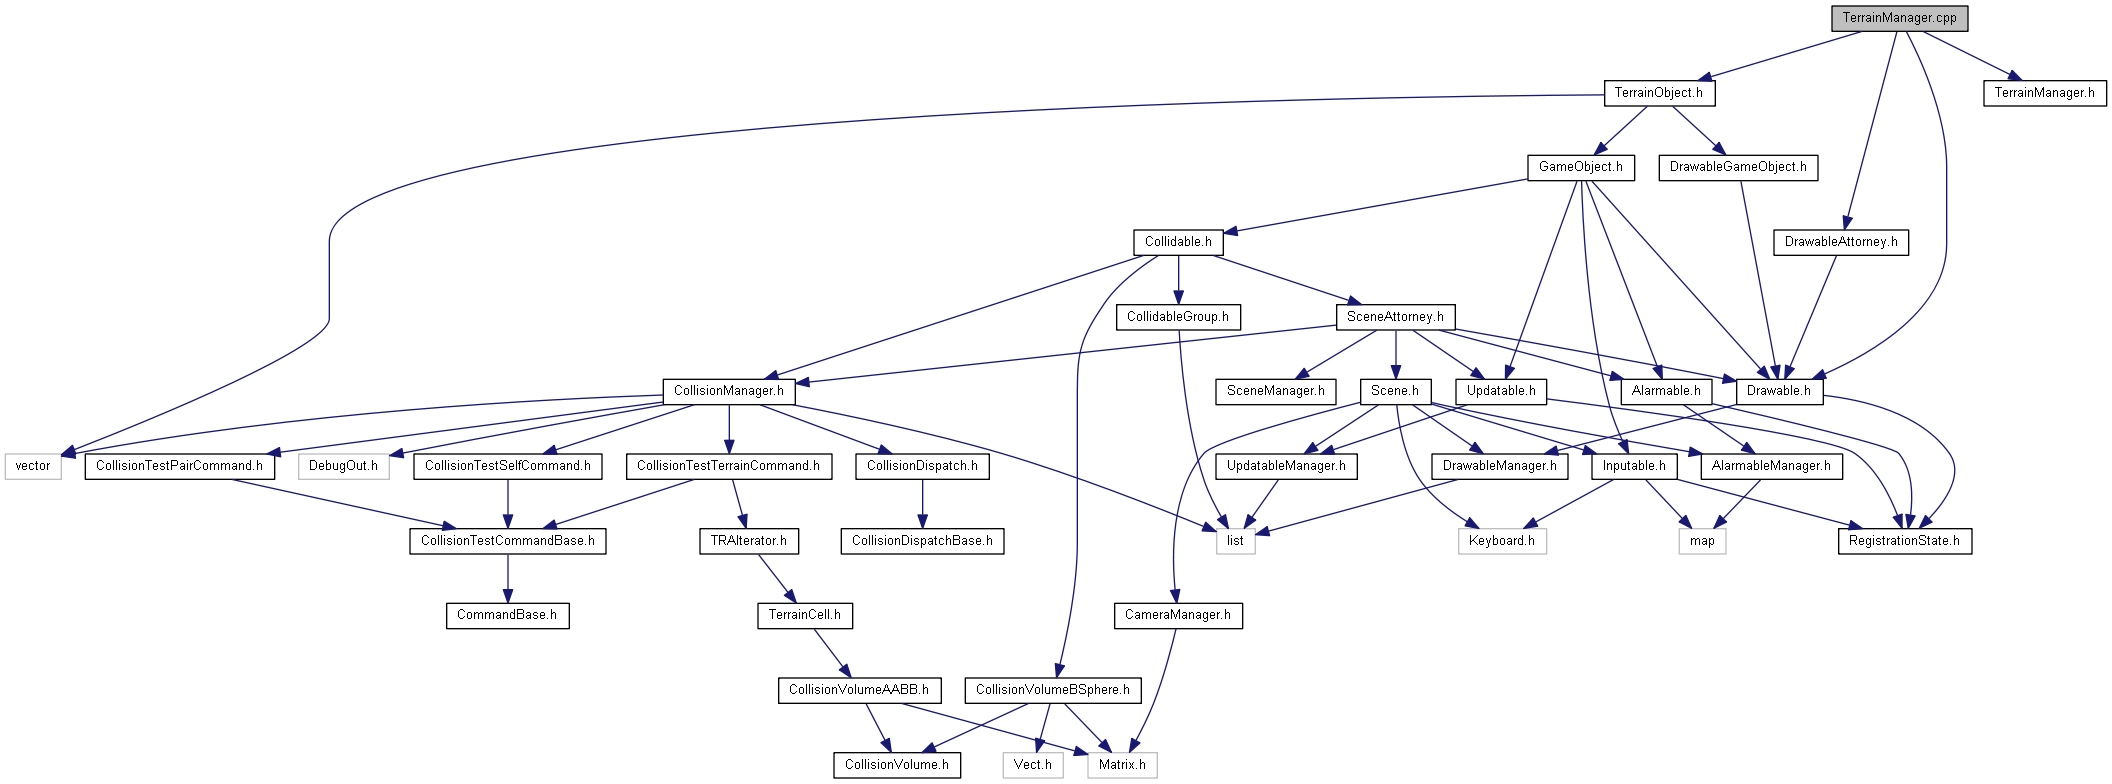 TerrainManager.cpp
TerrainObject.h
TerrainManager.h
GameObject.h
DrawableGameObject.h
Collidable.h
DrawableAttorney.h
CollidableGroup.h
SceneAttorney.h
CollisionManager.h
SceneManager.h
Scene.h
Updatable.h
Alarmable.h
Drawable.h
vector
CollisionTestPairCommand.h
DebugOut.h
CollisionTestSelfCommand.h
CollisionTestTerrainCommand.h
CollisionDispatch.h
UpdatableManager.h
DrawableManager.h
Inputable.h
AlarmableManager.h
CollisionTestCommandBase.h
TRAIterator.h
CollisionDispatchBase.h
list
Keyboard.h
map
RegistrationState.h
CommandBase.h
TerrainCell.h
CameraManager.h
CollisionVolumeAABB.h
CollisionVolumeBSphere.h
CollisionVolume.h
Vect.h
Matrix.h